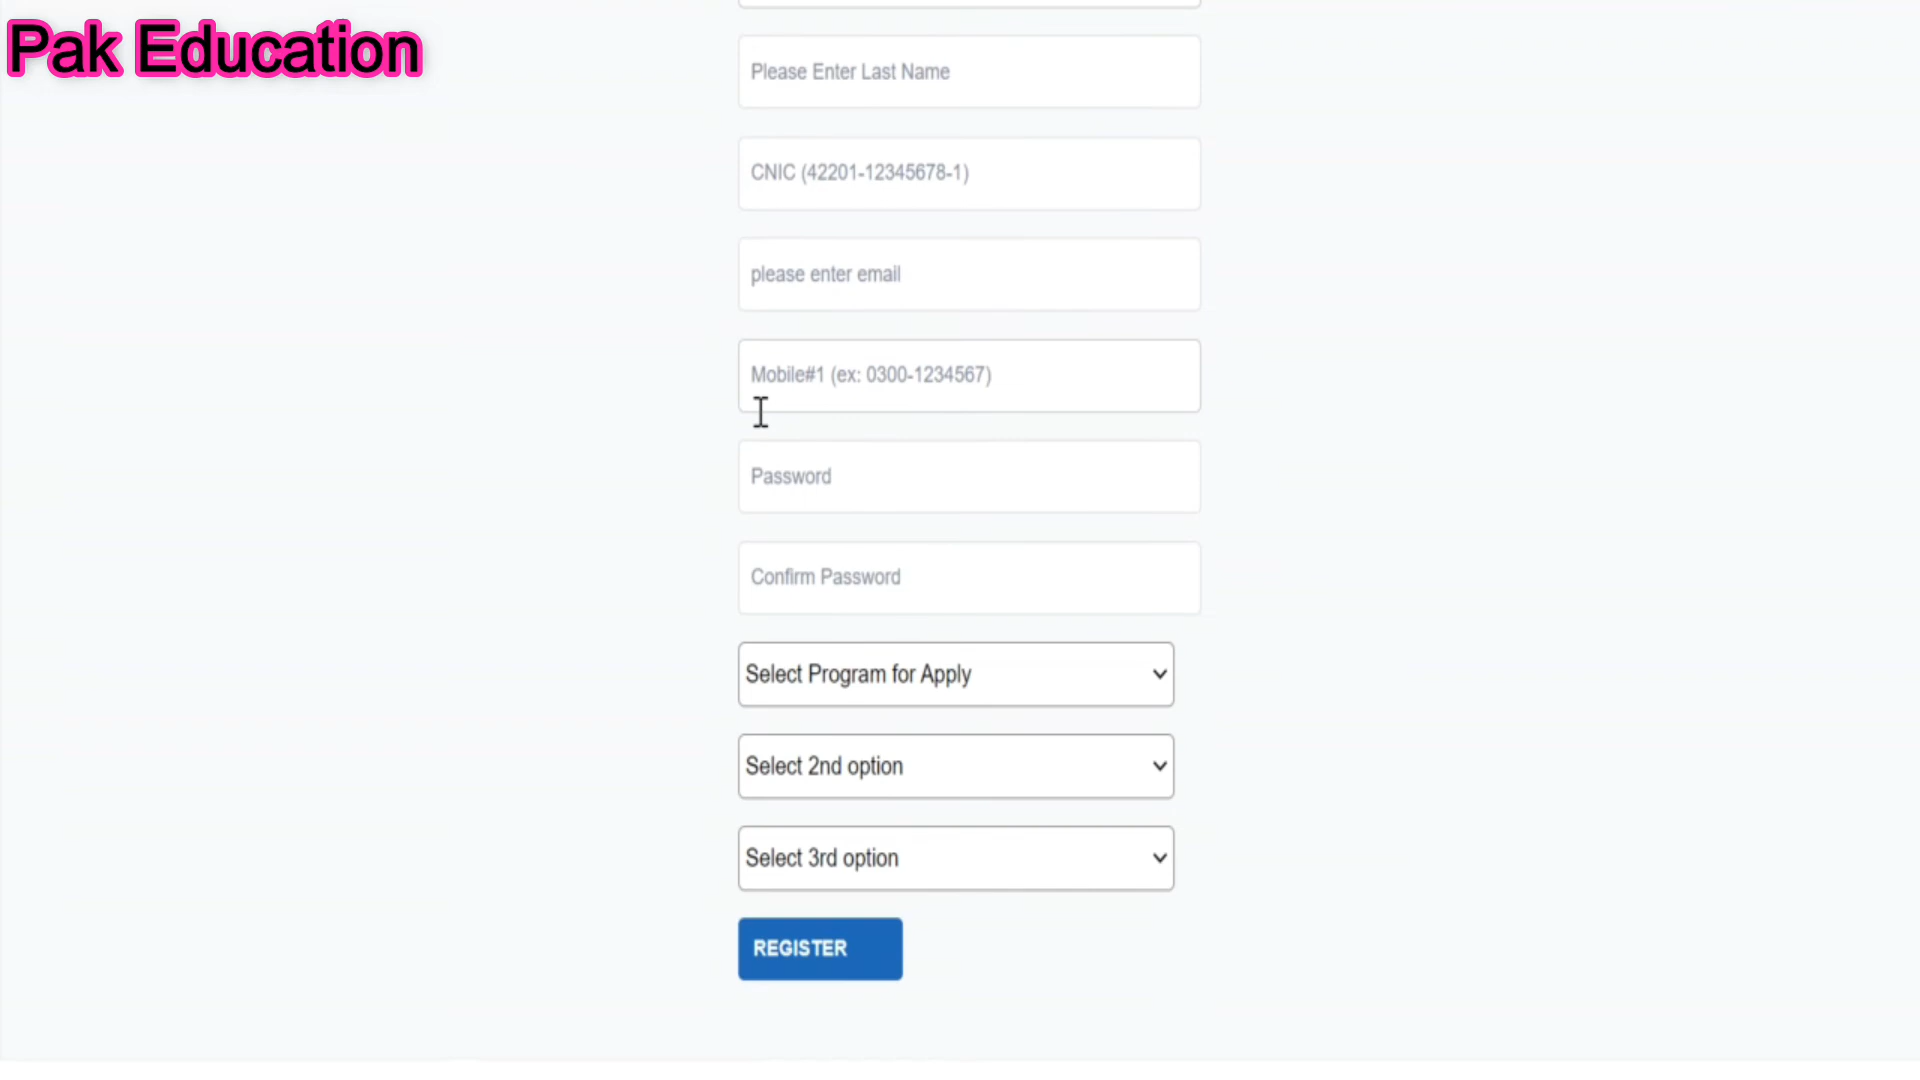 Pak Education
Please Enter Last Name
CNIC (42201-12345678-1)
please enter email
Mobile#1 (ex: 0300-1234567)
Password
Confirm Password
Select Program for Apply
Select 2nd option
Select 3rd option
REGISTER